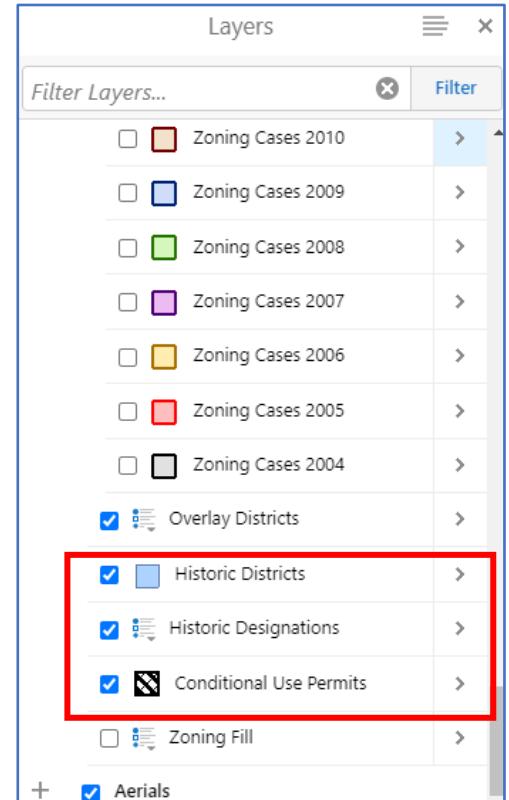 Layers
Filter Layers...
Filter
Zoning Cases 2010
Zoning Cases 2009
Zoning Cases 2008
Zoning Cases 2007
Zoning Cases 2006
Zoning Cases 2005
Zoning Cases 2004
Overlay Districts
Historic Districts
Historic Designations
Conditional Use Permits
Zoning Fill
Aerials